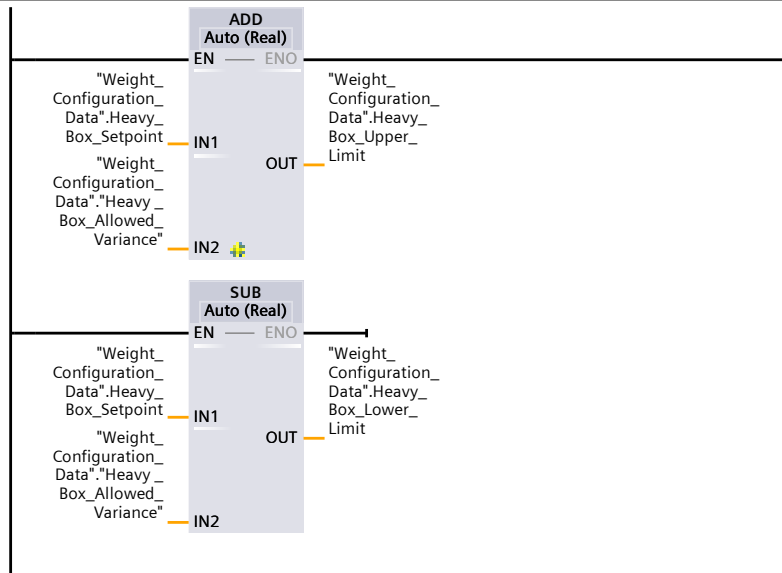 ADD
Auto (Real)
EN
ENO
"Weight_
Configuration_
Data".Heavy_
Box_Setpoint
IN1
"Weight_
Configuration_
Data"."Heavy _
Box_Allowed_
Variance"
IN2
OUT
"Weight_
Configuration_
Data".Heavy_
Box_Upper_
Limit
SUB
Auto (Real)
EN
ENO
"Weight_
Configuration_
Data".Heavy_
Box_Setpoint
IN1
"Weight_
Configuration_
Data"."Heavy _
Box_Allowed_
Variance"
IN2
OUT
"Weight_
Configuration_
Data".Heavy_
Box_Lower_
Limit